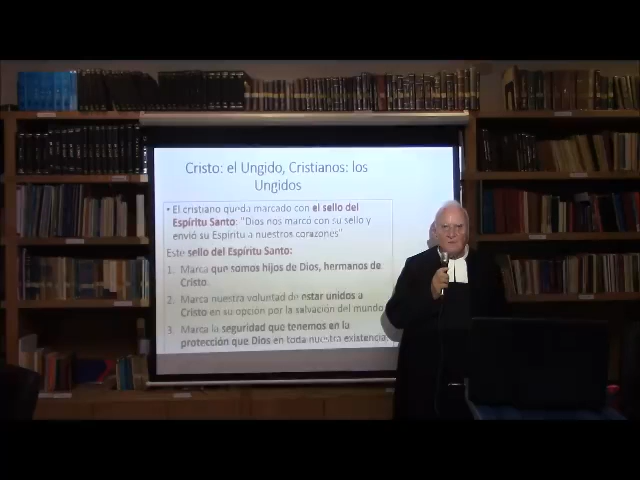 Cristo: el Ungido, Cristianos: los
Ungidos
• El cristiano queda marcado con el sello del
Espíritu Santo: "Dios nos marcó con su sello y
envió su Espíritu a nuestros corazones"
Este sello del Espíritu Santo:
1. Marca que somos hijos de Dios, hermanos de
Cristo.
2. Marca nuestra voluntad de estar unidos a
Cristo en su opción por la salvación del mundo
3. Marca la seguridad que tenemos en la
protección que Dios en toda nuestra existencia.